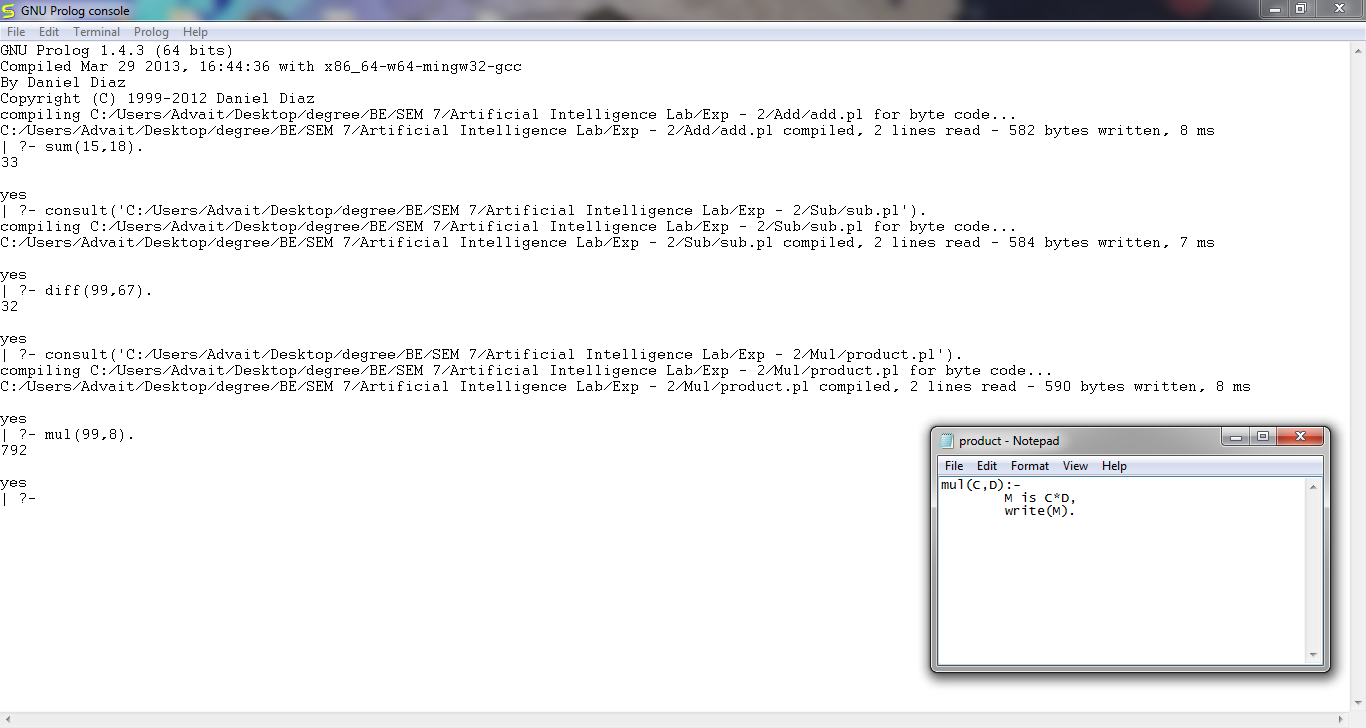 GNU Prolog console
File Edit Terminal Prolog Help
GNU Prolog 1.4.3 (64 bits)
Compiled Mar 29 2013, 16:44:36 with x86_64-w64-mingw32-gcc
By Daniel Diaz
Copyright (C) 1999-2012 Daniel Diaz
compiling C:/Users/Advait/Desktop/degree/BE/SEM 7/Artificial Intelligence Lab/Exp - 2/Add/add.pl for byte code...
C:/Users/Advait/Desktop/degree/BE/SEM 7/Artificial Intelligence Lab/Exp - 2/Add/add.pl compiled, 2 lines read - 582 bytes written, 8 ms
| ?- sum(15,18).
33
yes
| ?- consult('C:/Users/Advait/Desktop/degree/BE/SEM 7/Artificial Intelligence Lab/Exp - 2/Sub/sub.pl').
compiling C:/Users/Advait/Desktop/degree/BE/SEM 7/Artificial Intelligence Lab/Exp - 2/Sub/sub.pl for byte code...
C:/Users/Advait/Desktop/degree/BE/SEM 7/Artificial Intelligence Lab/Exp - 2/Sub/sub.pl compiled, 2 lines read - 584 bytes written, 7 ms
yes
| ?- diff(99,67).
32
yes
| ?- consult('C:/Users/Advait/Desktop/degree/BE/SEM 7/Artificial Intelligence Lab/Exp - 2/Mul/product.pl').
compiling C:/Users/Advait/Desktop/degree/BE/SEM 7/Artificial Intelligence Lab/Exp - 2/Mul/product.pl for byte code...
C:/Users/Advait/Desktop/degree/BE/SEM 7/Artificial Intelligence Lab/Exp - 2/Mul/product.pl compiled, 2 lines read - 590 bytes written, 8 ms
yes
| ?- mul(99,8).
792
yes
| ?-
product - Notepad
File Edit Format View Help
mul(C,D):-
M is C*D,
write(M).